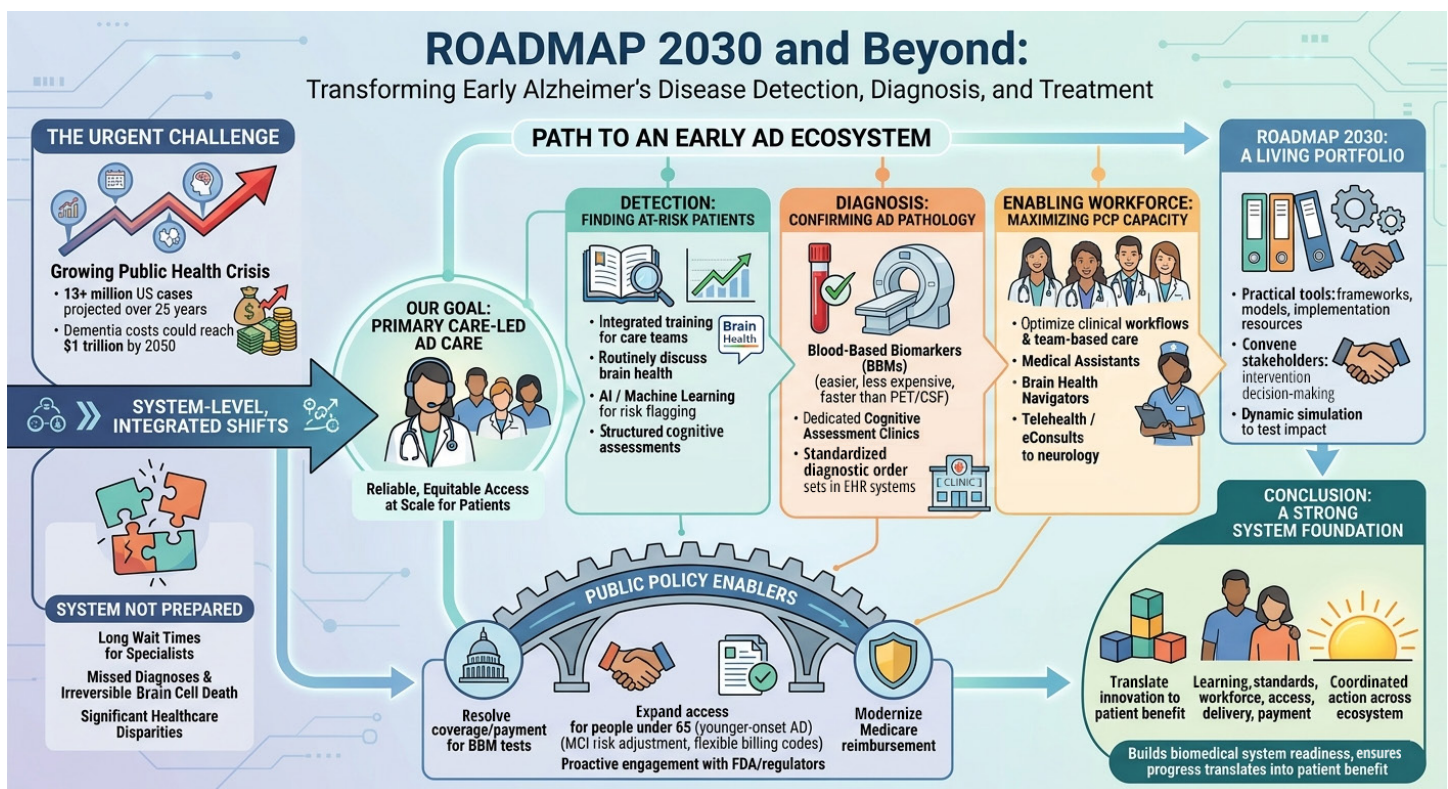 ROADMAP 2030 and Beyond:
Transforming Early Alzheimer's Disease Detection, Diagnosis, and Treatment
THE URGENT CHALLENGE
Growing Public Health Crisis
• 13+ million US cases
projected over 25 years
• Dementia costs could reach
$1 trillion by 2050
SYSTEM-LEVEL,
INTEGRATED SHIFTS
SYSTEM NOT PREPARED
Long Wait Times
for Specialists
Missed Diagnoses &
Irreversible Brain Cell Death
Significant Healthcare
Disparities
PATH TO AN EARLY AD ECOSYSTEM
OUR GOAL:
PRIMARY CARE-LED
AD CARE
Reliable, Equitable Access
at Scale for Patients
DETECTION:
FINDING AT-RISK PATIENTS
• Integrated training
for care teams
• Routinely discuss
brain health
• AI / Machine Learning
for risk flagging
• Structured cognitive
assessments
Brain
Health
DIAGNOSIS:
CONFIRMING AD PATHOLOGY
Blood-Based Biomarkers
(BBMs)
(easier, less expensive,
faster than PET/CSF)
• Dedicated Cognitive
Assessment Clinics
• Standardized
diagnostic order
sets in EHR systems
CLINIC
ENABLING WORKFORCE:
MAXIMIZING PCP CAPACITY
• Optimize clinical workflows
& team-based care
• Medical Assistants
• Brain Health
Navigators
• Telehealth /
eConsults
to neurology
ROADMAP 2030:
A LIVING PORTFOLIO
• Practical tools: frameworks,
models, implementation
resources
• Convene
stakeholders:
intervention
decision-making
• Dynamic simulation
to test impact
PUBLIC POLICY ENABLERS
Resolve
coverage/payment
for BBM tests
Expand access
for people under 65 (younger-onset AD)
(MCI risk adjustment, flexible billing codes)
Proactive engagement with FDA/regulators
Modernize
Medicare
reimbursement
CONCLUSION:
A STRONG
SYSTEM FOUNDATION
Translate
innovation to
patient benefit
Learning, standards,
workforce, access,
delivery, payment
Coordinated
action across
ecosystem
Builds biomedical system readiness, ensures
progress translates into patient benefit